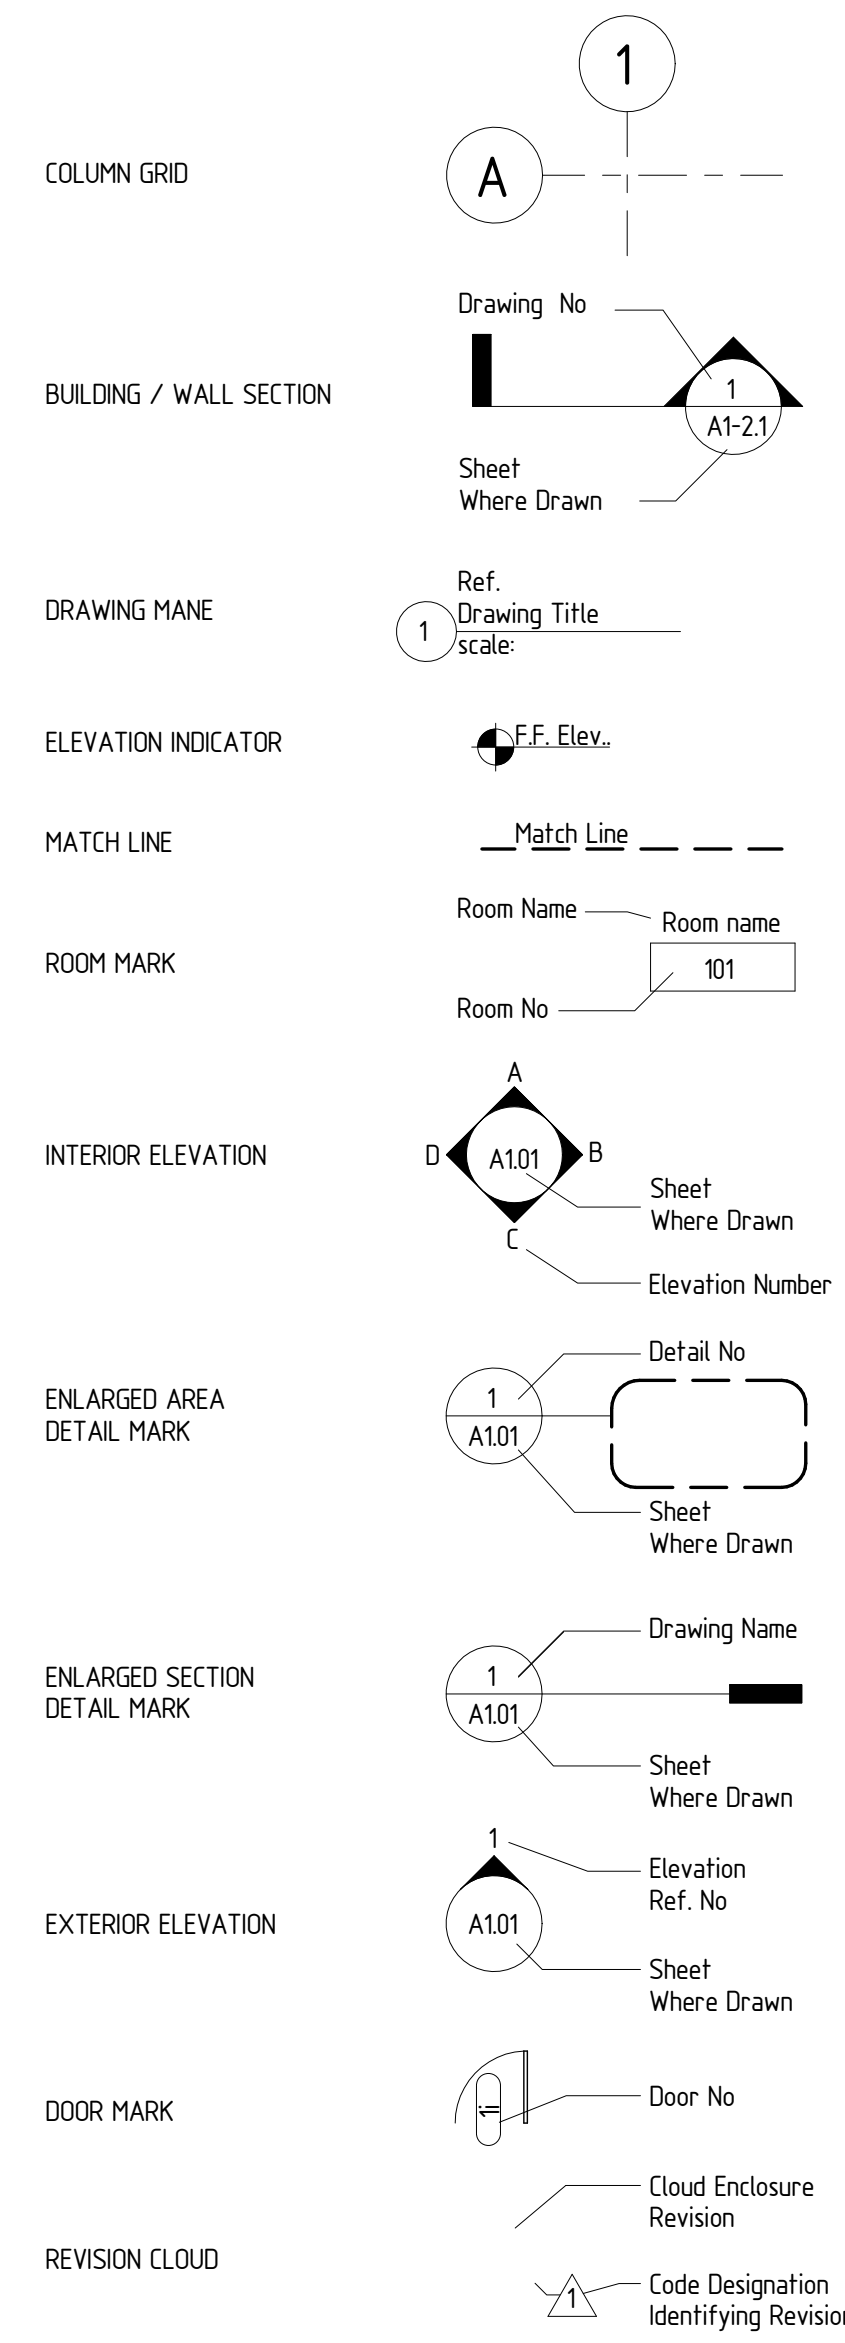 1
COLUMN GRID
A
Drawing No
BUILDING / WALL SECTION
1
A1-2.1
Sheet
Where Drawn
DRAWING MANE
1
Ref.
Drawing Title
scale:
ELEVATION INDICATOR
F.F. Elev..
MATCH LINE
Match Line
Room Name
Room name
ROOM MARK
101
Room No
A
INTERIOR ELEVATION
D
A1.01
B
Sheet
Where Drawn
C
Elevation Number
Detail No
ENLARGED AREA
DETAIL MARK
1
A1.01
Sheet
Where Drawn
Drawing Name
ENLARGED SECTION
DETAIL MARK
1
A1.01
Sheet
Where Drawn
1
Elevation
Ref. No
EXTERIOR ELEVATION
A1.01
Sheet
Where Drawn
DOOR MARK
1i
Door No
Cloud Enclosure
Revision
REVISION CLOUD
1
Code Designation
Identifying Revision